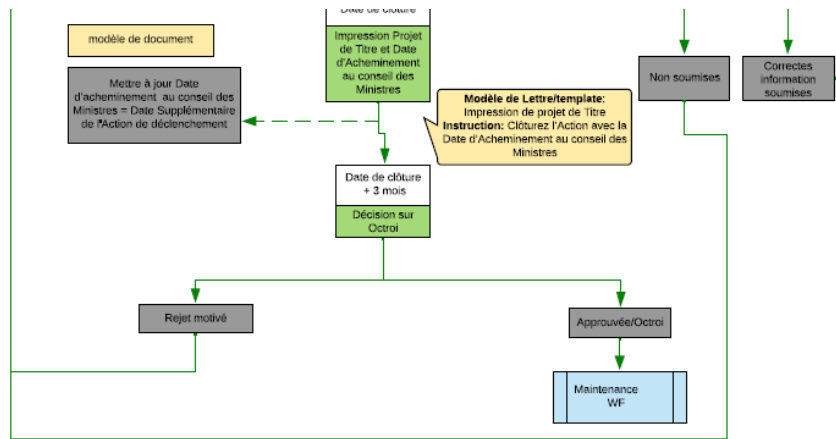 Date de clôture
modèle de document
Impression Projet
de Titre et Date
d'Acheminement
au conseil des
Ministres
Mettre à jour Date
d'acheminement au conseil des
Ministres = Date Supplémentaire
de l'Action de déclenchement
Modèle de Lettre/template:
Impression de projet de Titre
Instruction: Clôturez l'Action avec la
Date d'Acheminement au conseil des
Ministres
Non soumises
Correctes
information
soumises
Date de clôture
+ 3 mois
Décision sur
Octroi
Rejet motivé
Approuvée/Octroi
Maintenance
WF